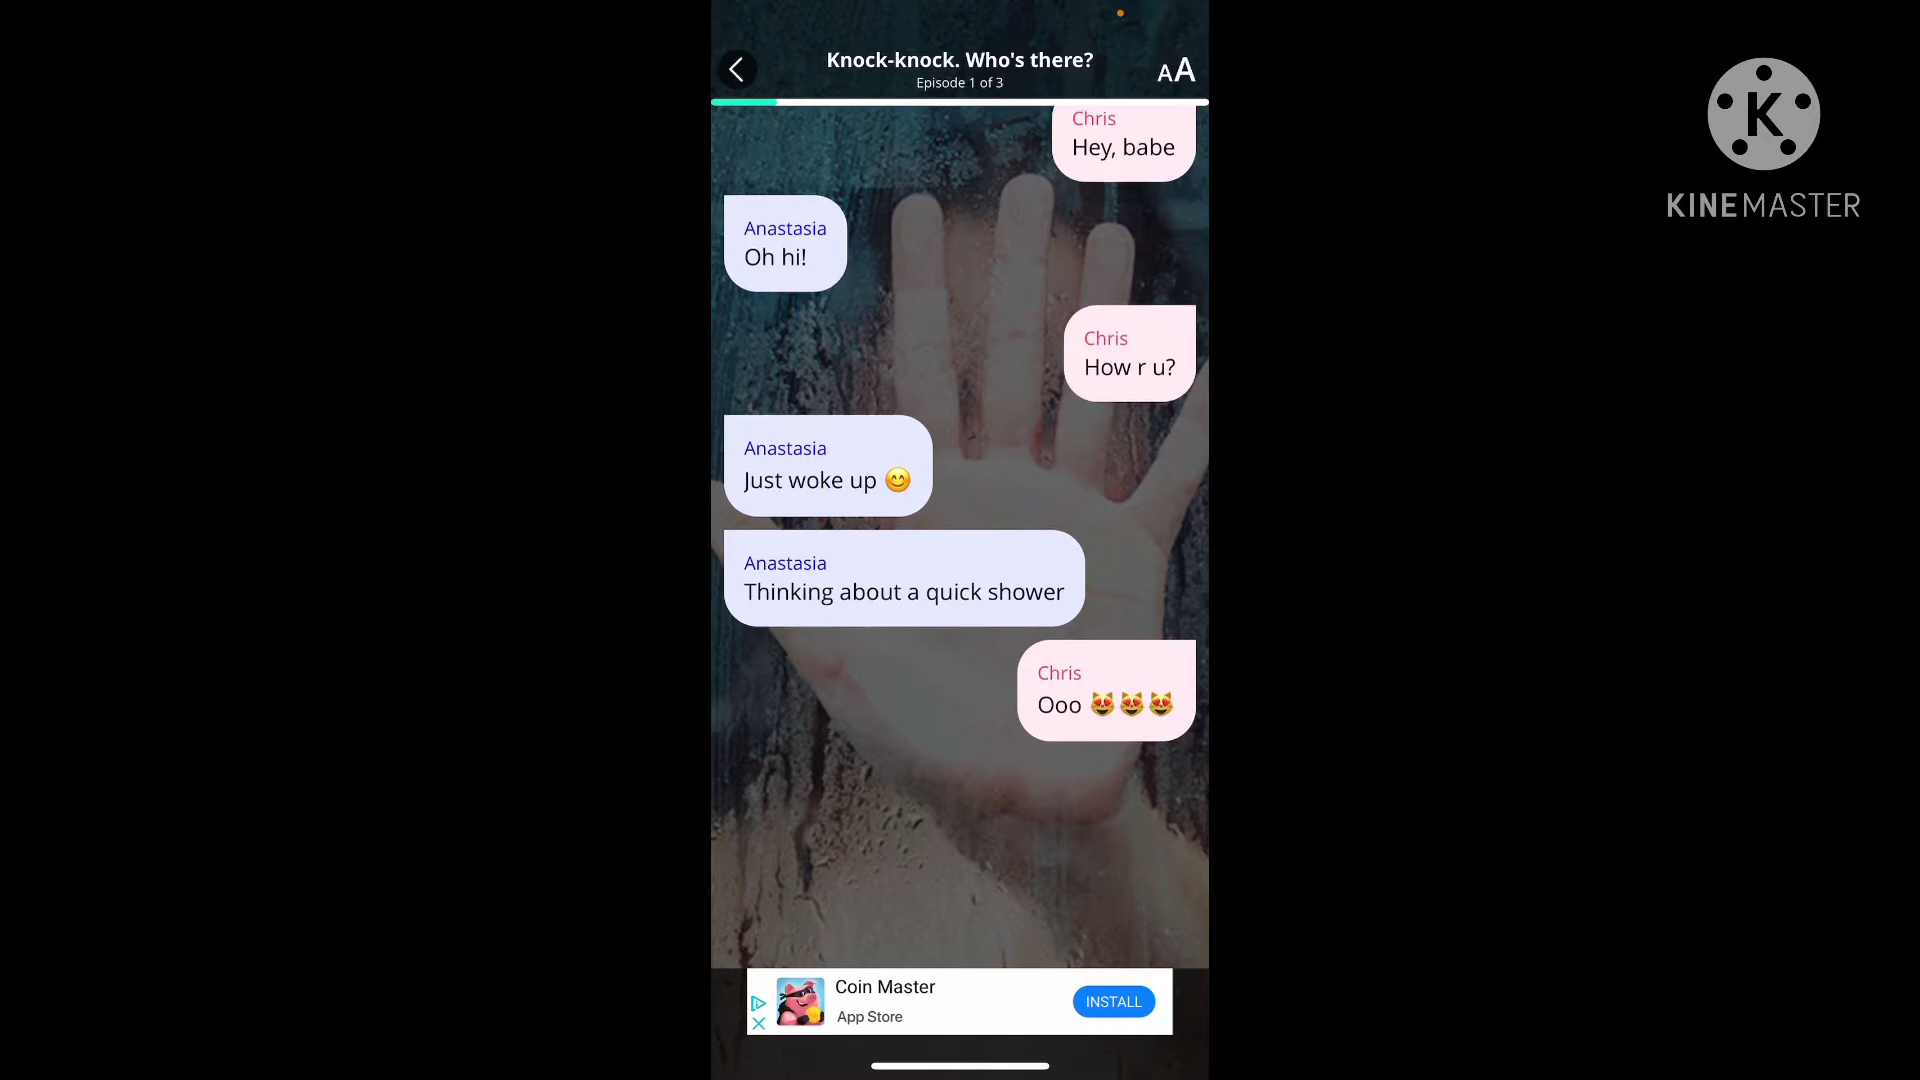 Knock-knock. Who's there?
Episode 1 of 3
AA
K
KINEMASTER
Chris
Hey, babe
Anastasia
Oh hi!
Chris
How r u?
Anastasia
Just woke up 😊
Anastasia
Thinking about a quick shower
Chris
Ooo 😻😻😻
Coin Master
App Store
INSTALL